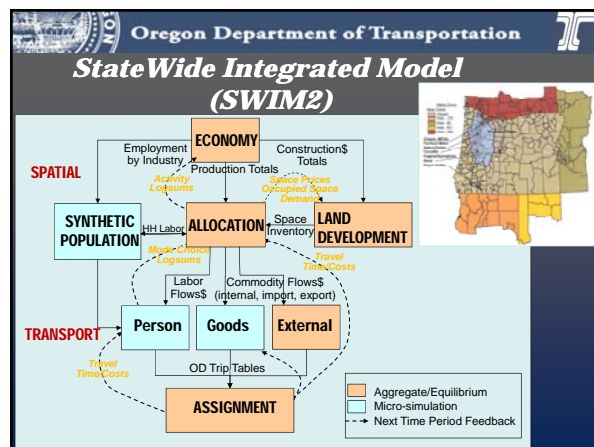 Oregon Department of Transportation
StateWide Integrated Model
(SWIM2)
ECONOMY
Employment
by Industry
Construction$
Totals
Production Totals
SPATIAL
Activity
Logsums
Space Prices
Occupied Space
Demand
SYNTHETIC
POPULATION
HH Labor
ALLOCATION
Space
Inventory
LAND
DEVELOPMENT
Mode Choice
Logsums
Travel
Time/Costs
Labor
Flows$
Commodity Flows$
(internal, import, export)
TRANSPORT
Person
Goods
External
Travel
Time/Costs
OD Trip Tables
ASSIGNMENT
Aggregate/Equilibrium
Micro-simulation
Next Time Period Feedback